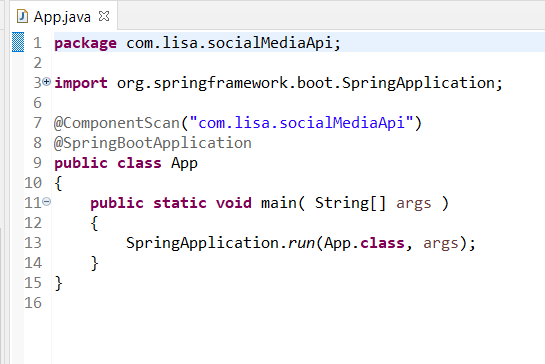 App.java
1 package com.lisa.socialMediaApi;
2
3 import org.springframework.boot.SpringApplication;
6
7 @ComponentScan("com.lisa.socialMediaApi")
8 @SpringBootApplication
9 public class App
10 {
11 public static void main( String[] args )
12 {
13 SpringApplication.run(App.class, args);
14 }
15 }
16